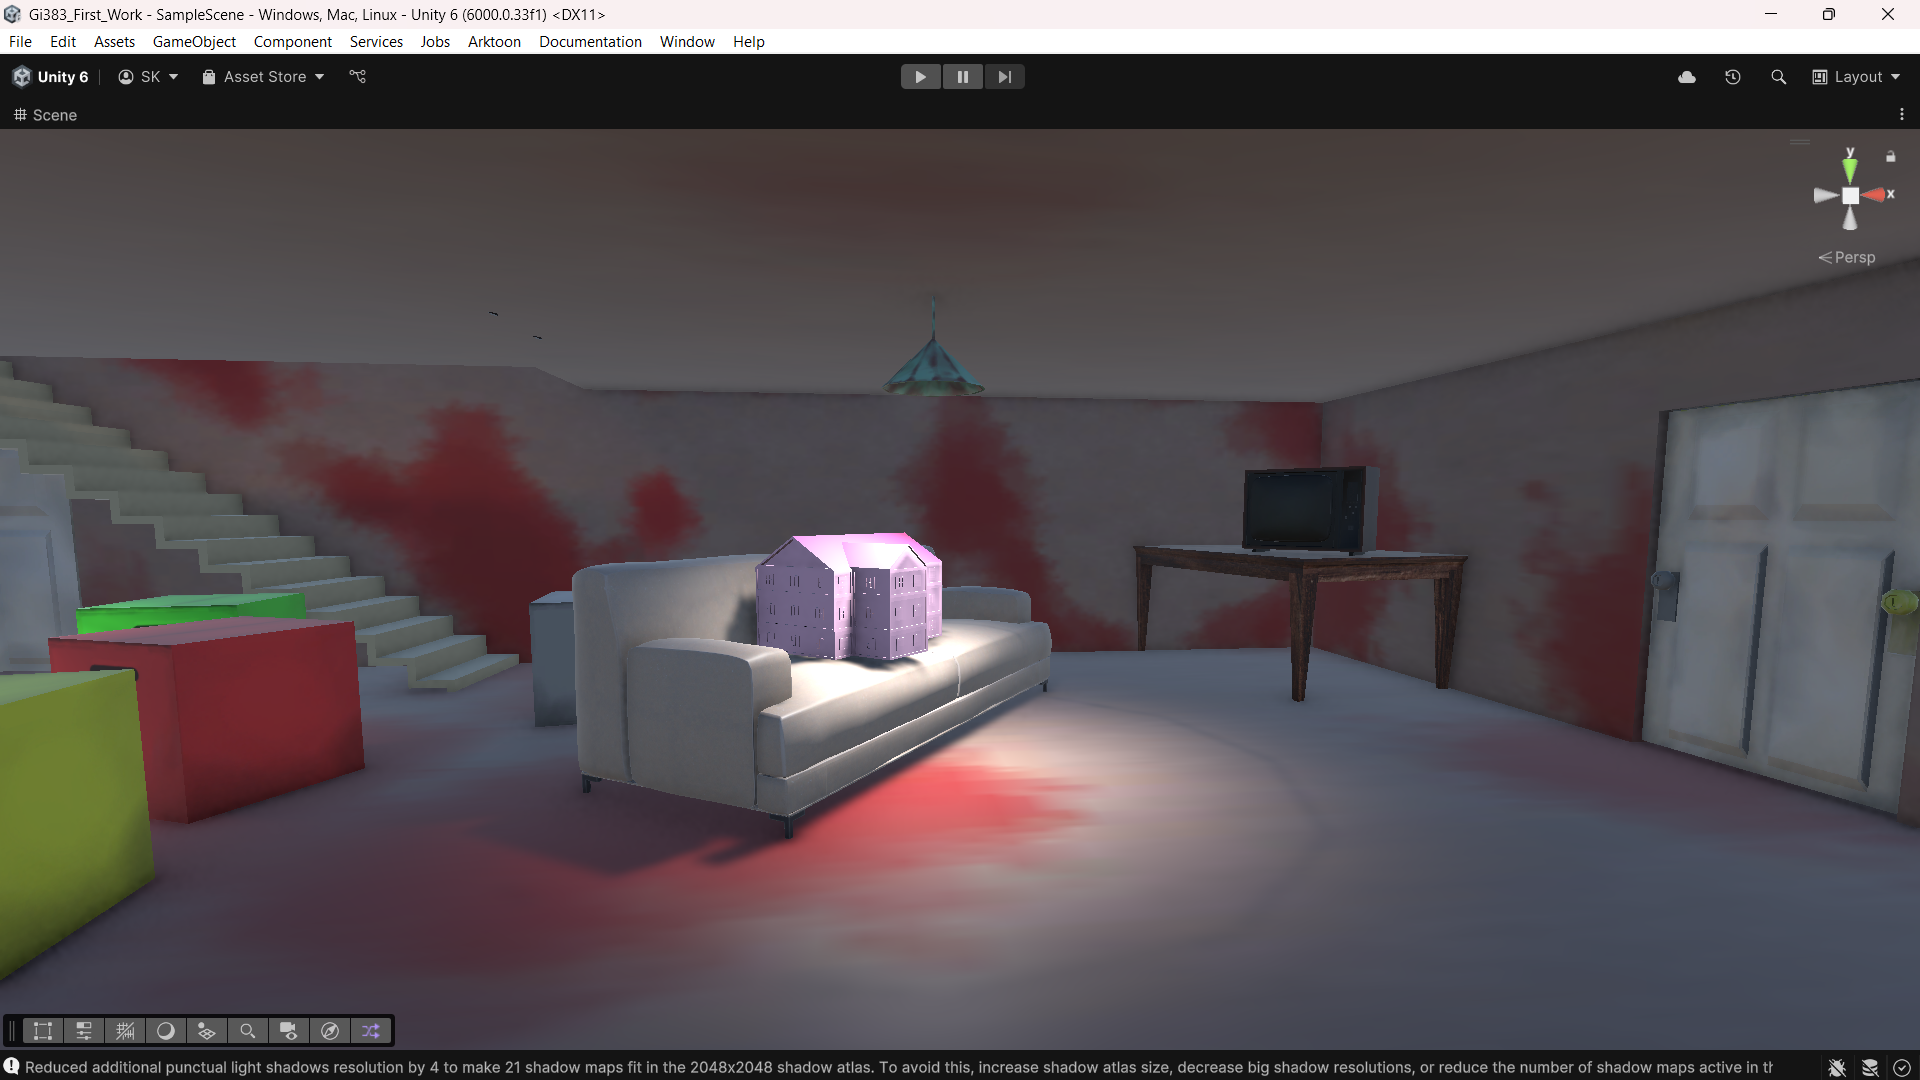 Gi383_First_Work - SampleScene - Windows, Mac, Linux - Unity 6 (6000.0.33f1) <DX11>
File Edit Assets GameObject Component Services Jobs Arktoon Documentation Window Help
Unity 6 SK Asset Store Layout
Scene
y
x
Persp
Reduced additional punctual light shadows resolution by 4 to make 21 shadow maps fit in the 2048x2048 shadow atlas. To avoid this, increase shadow atlas size, decrease big shadow resolutions, or reduce the number of shadow maps active in th